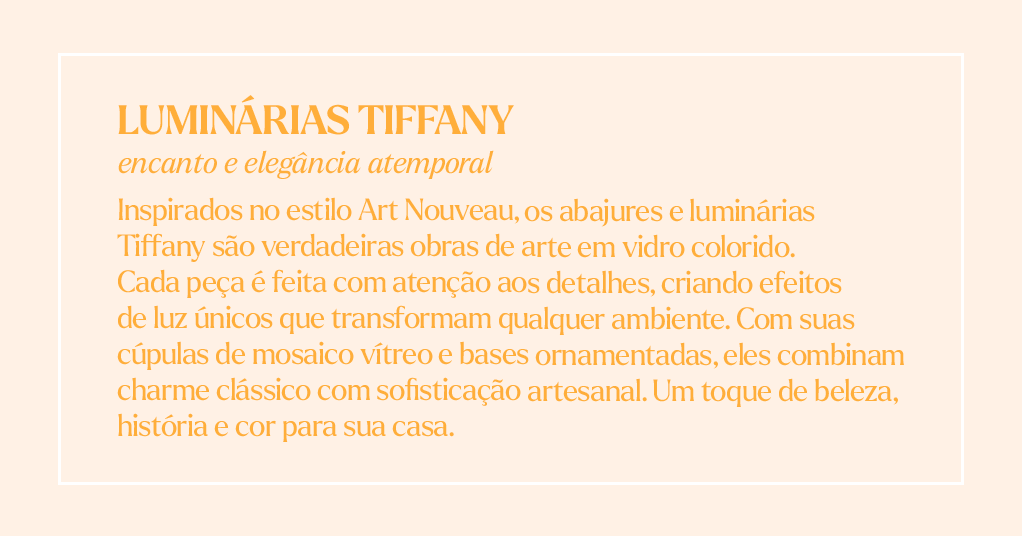 LUMINÁRIAS TIFFANY
encanto e elegância atemporal
Inspirados no estilo Art Nouveau, os abajures e luminárias
Tiffany são verdadeiras obras de arte em vidro colorido.
Cada peça é feita com atenção aos detalhes, criando efeitos
de luz únicos que transformam qualquer ambiente. Com suas
cúpulas de mosaico vítreo e bases ornamentadas, eles combinam
charme clássico com sofisticação artesanal. Um toque de beleza,
história e cor para sua casa.